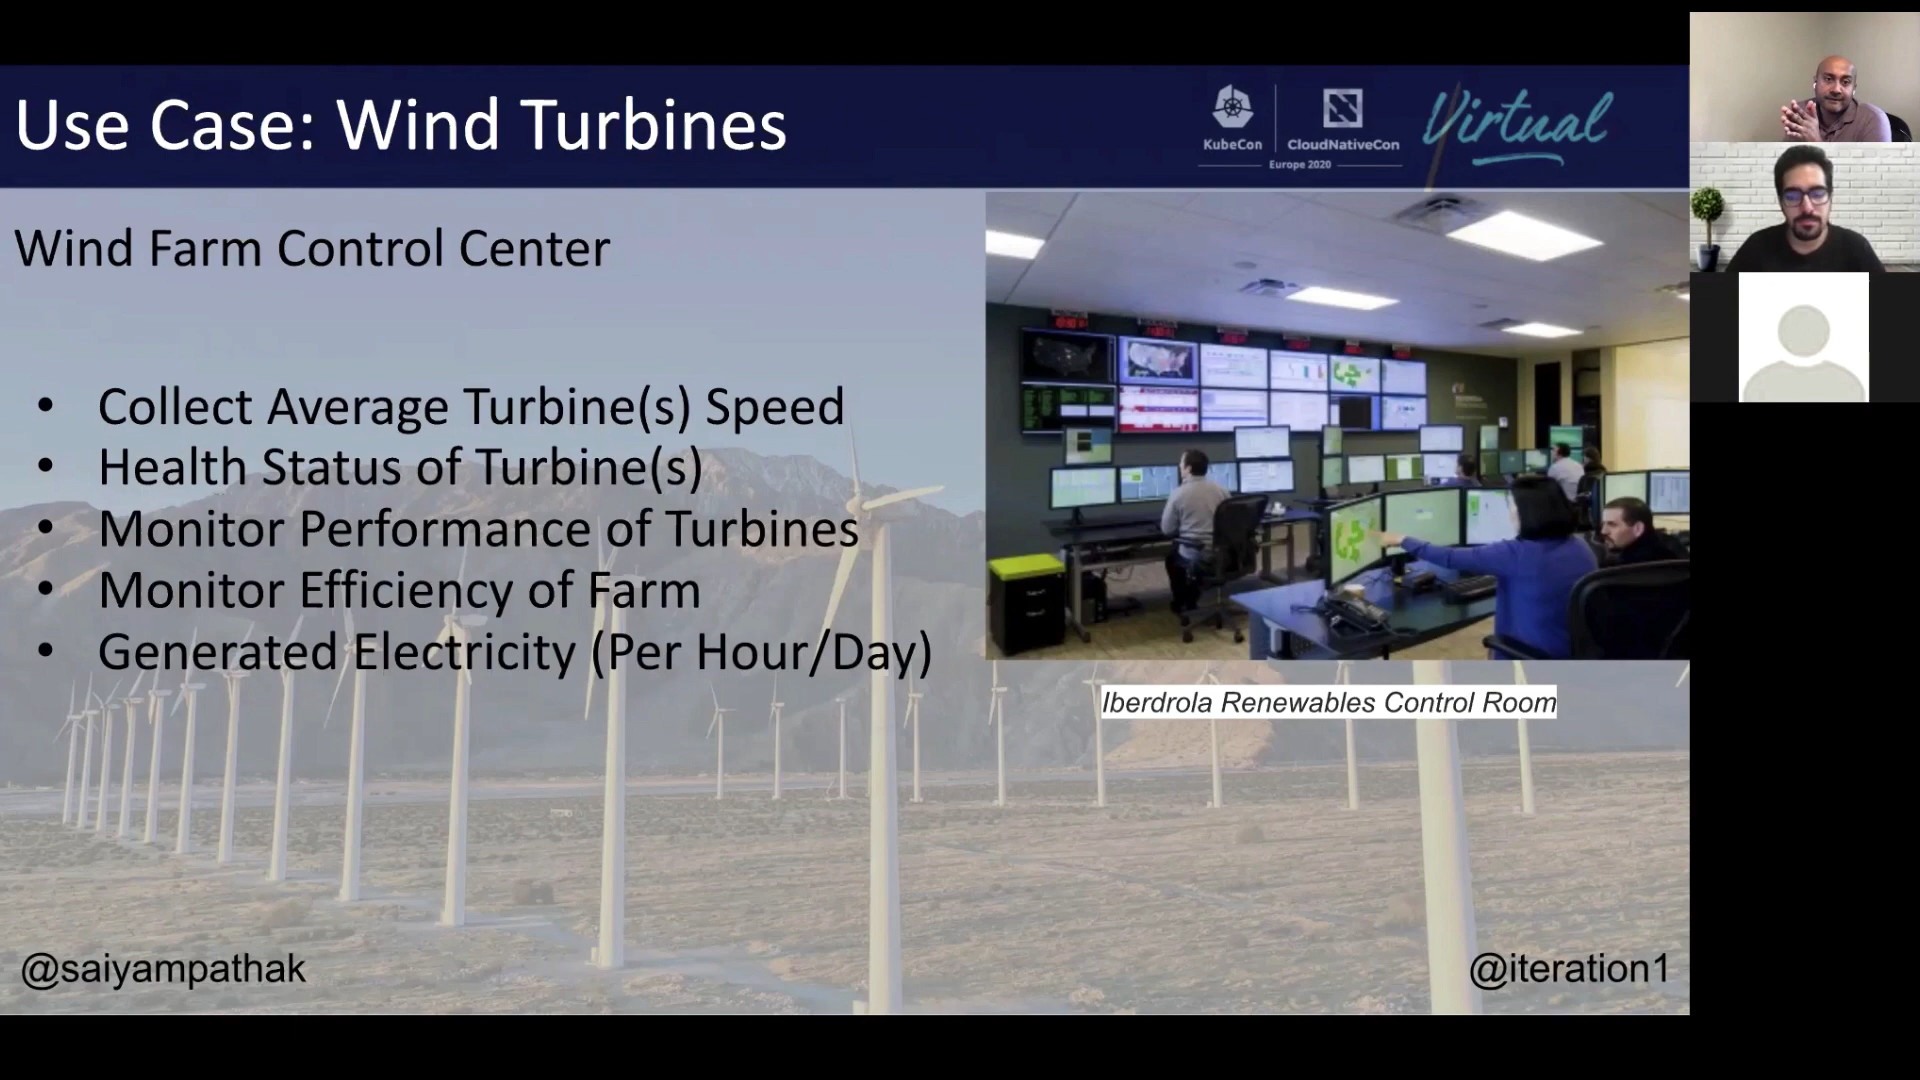 Use Case: Wind Turbines
KubeCon
CloudNativeCon
Europe 2020
Virtual
Wind Farm Control Center
• Collect Average Turbine(s) Speed
• Health Status of Turbine(s)
• Monitor Performance of Turbines
• Monitor Efficiency of Farm
• Generated Electricity (Per Hour/Day)
Iberdrola Renewables Control Room
@saiyampathak
@iteration1